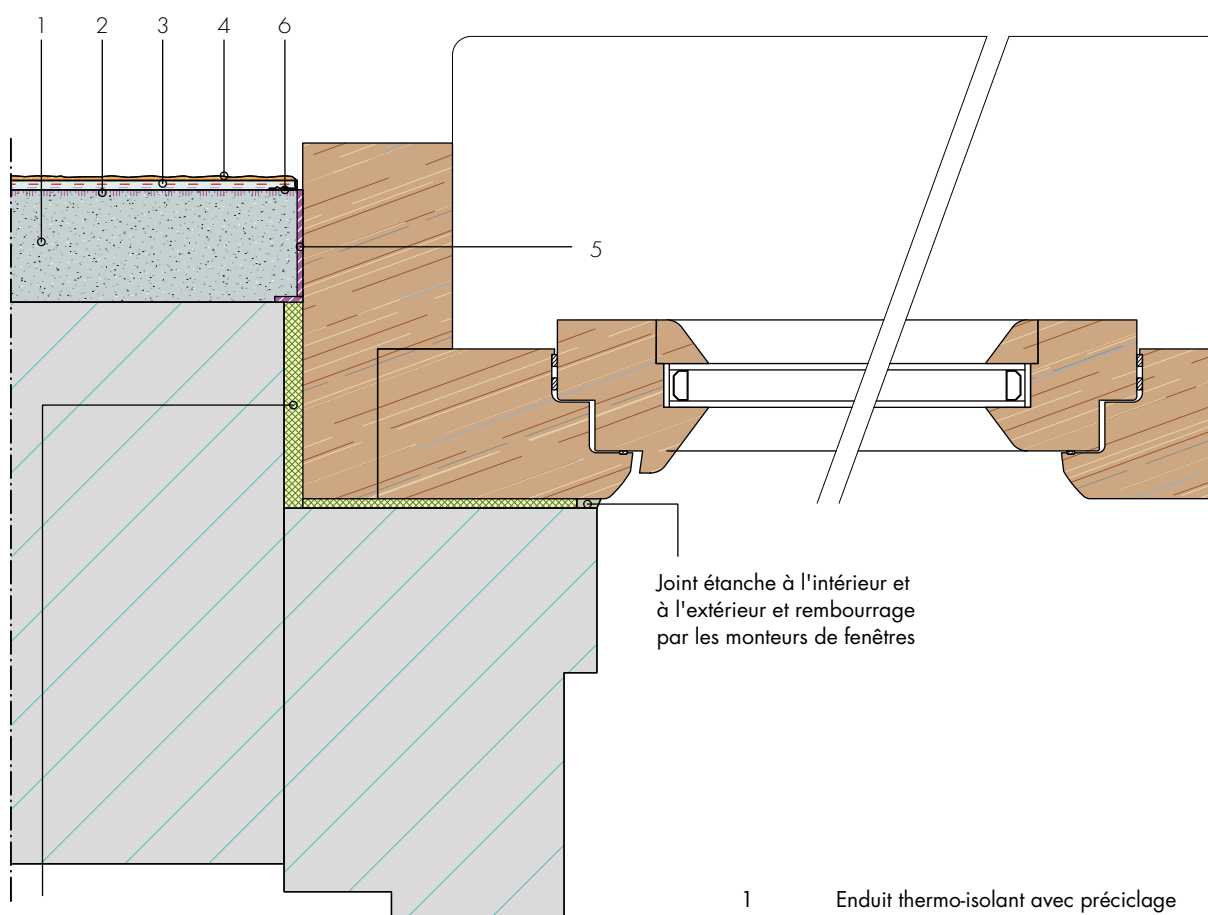 1 2 3 4 6
5
Joint étanche à l'intérieur et
à l'extérieur et rembourrage
par les monteurs de fenêtres
1 Enduit thermo-isolant avec préciclage